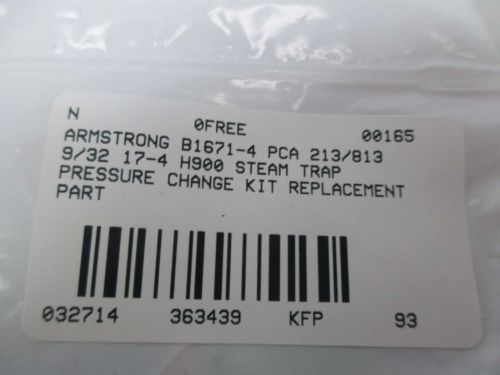 N 0FREE 00165
ARMSTRONG B1671-4 PCA 213/813
9/32 17-4 H900 STEAM TRAP
PRESSURE CHANGE KIT REPLACEMENT
PART
032714 363439 KFP 93